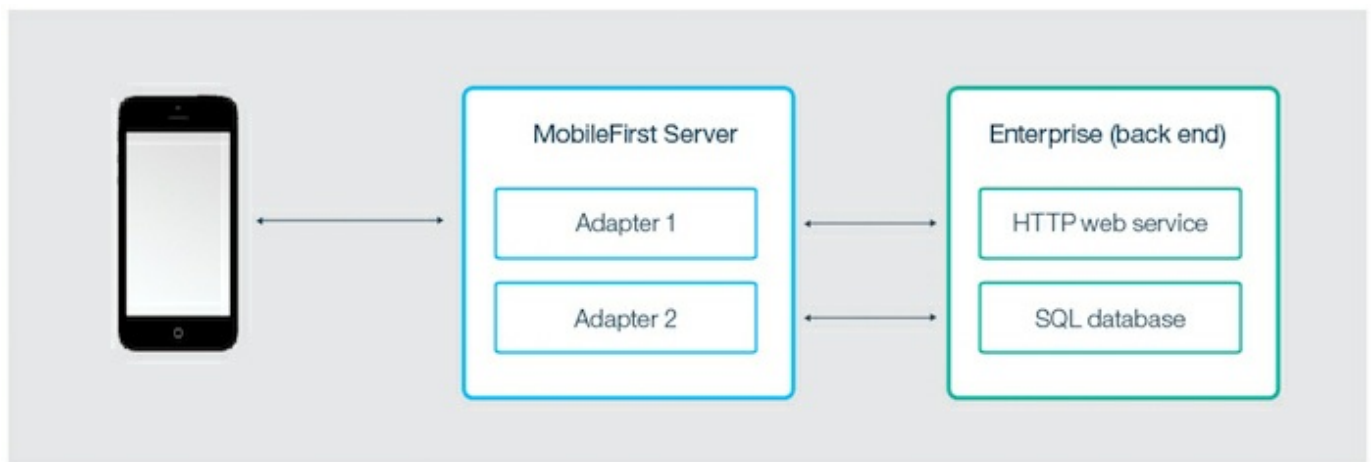 MobileFirst Server
Adapter 1
Adapter 2
Enterprise (back end)
HTTP web service
SQL database